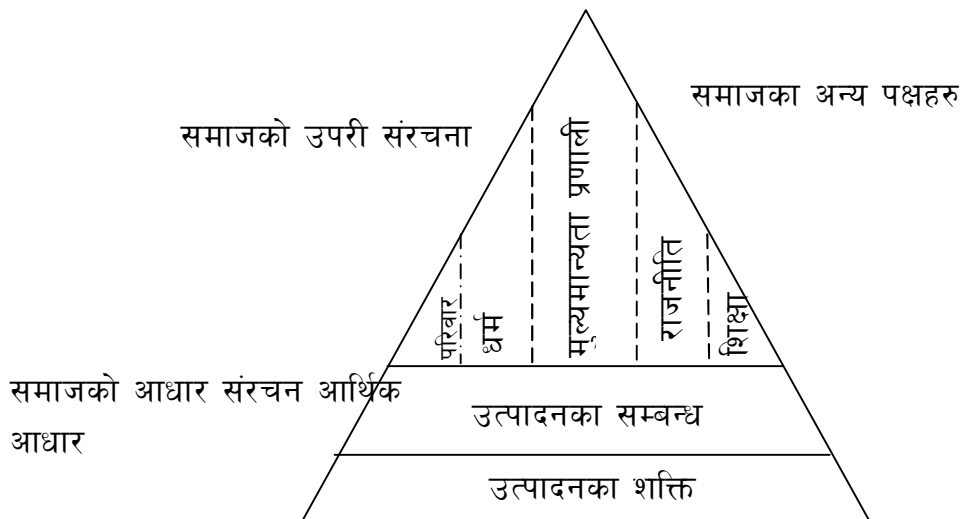 समाजका अन्य पक्षहरु
समाजको उपरी संरचना
परिवार
धर्म
मूल्यमान्यता प्रणाली
राजनीति
शिक्षा
समाजको आधार संरचन आर्थिक
आधार
उत्पादनका सम्बन्ध
उत्पादनका शक्ति